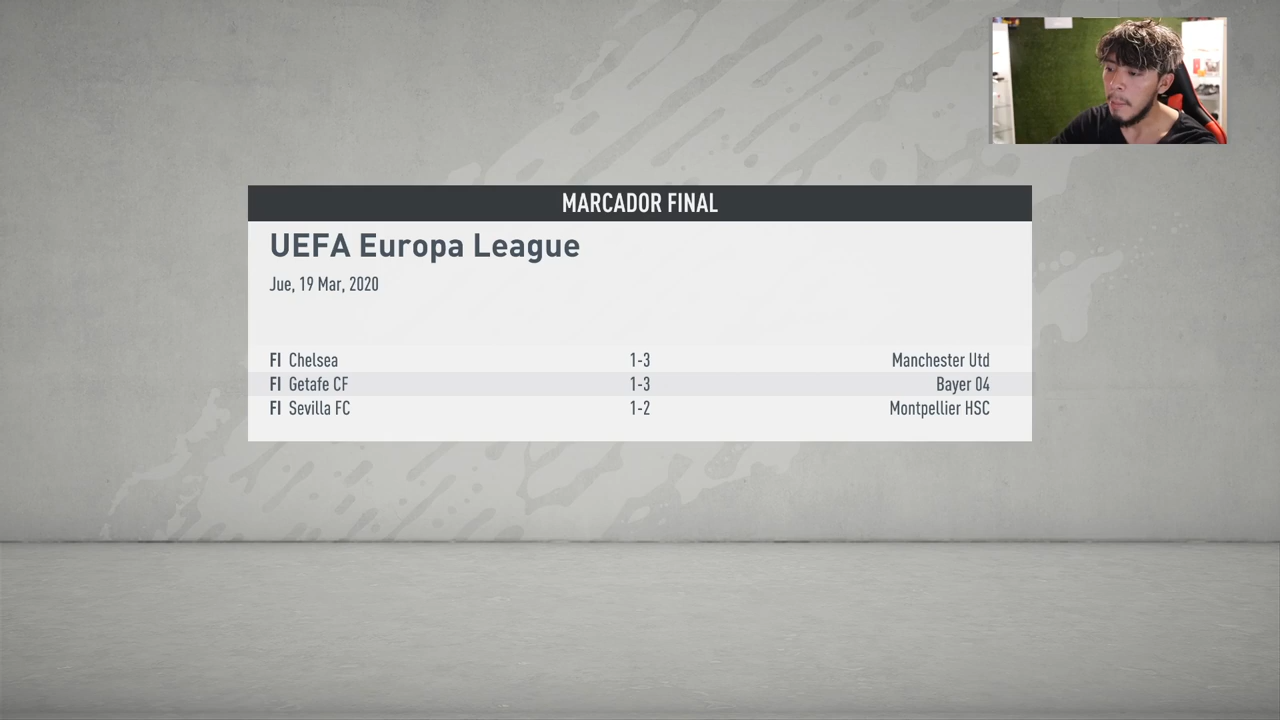 MARCADOR FINAL
UEFA Europa League
Jue, 19 Mar, 2020
FI Chelsea 1-3 Manchester Utd
FI Getafe CF 1-3 Bayer 04
FI Sevilla FC 1-2 Montpellier HSC